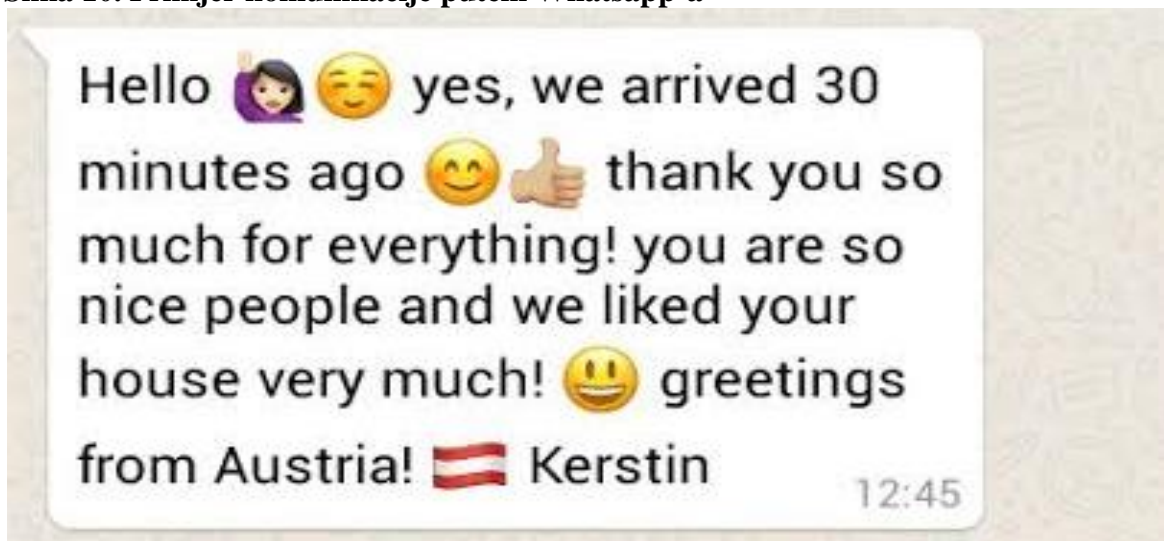 Hello 🙋🏻‍♀️☺️ yes, we arrived 30
minutes ago 😊👍🏼 thank you so
much for everything! you are so
nice people and we liked your
house very much! 😃 greetings
from Austria! 🇦🇹 Kerstin
12:45